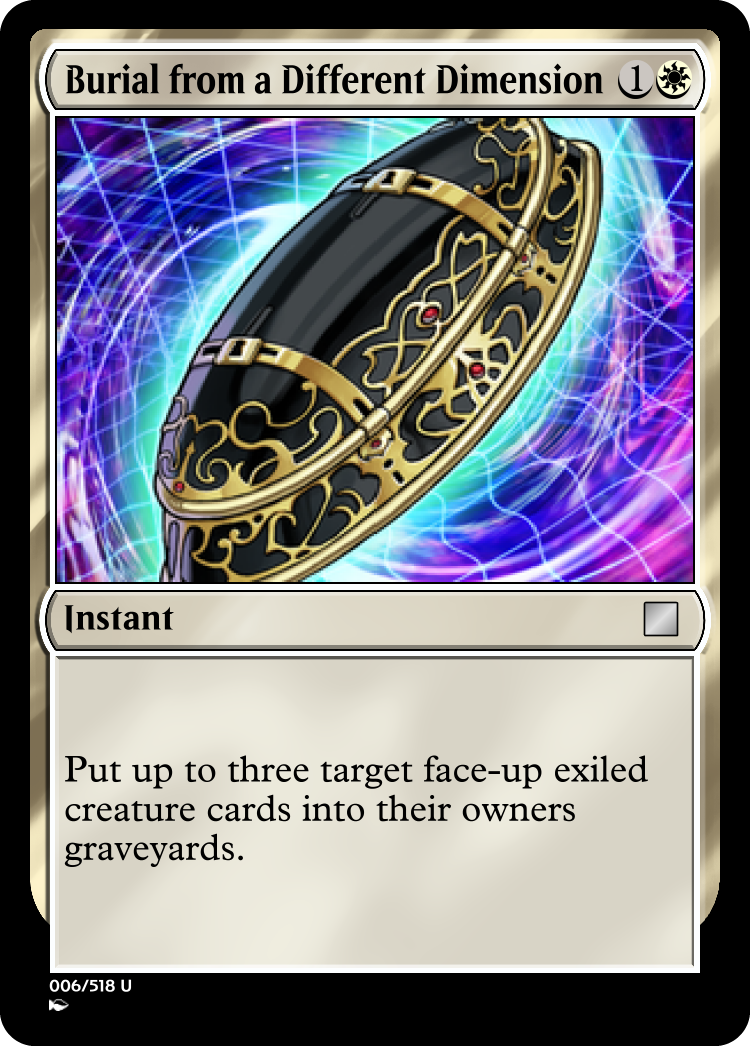 Burial from a Different Dimension 1
Instant
Put up to three target face-up exiled
creature cards into their owners
graveyards.
006/518 U